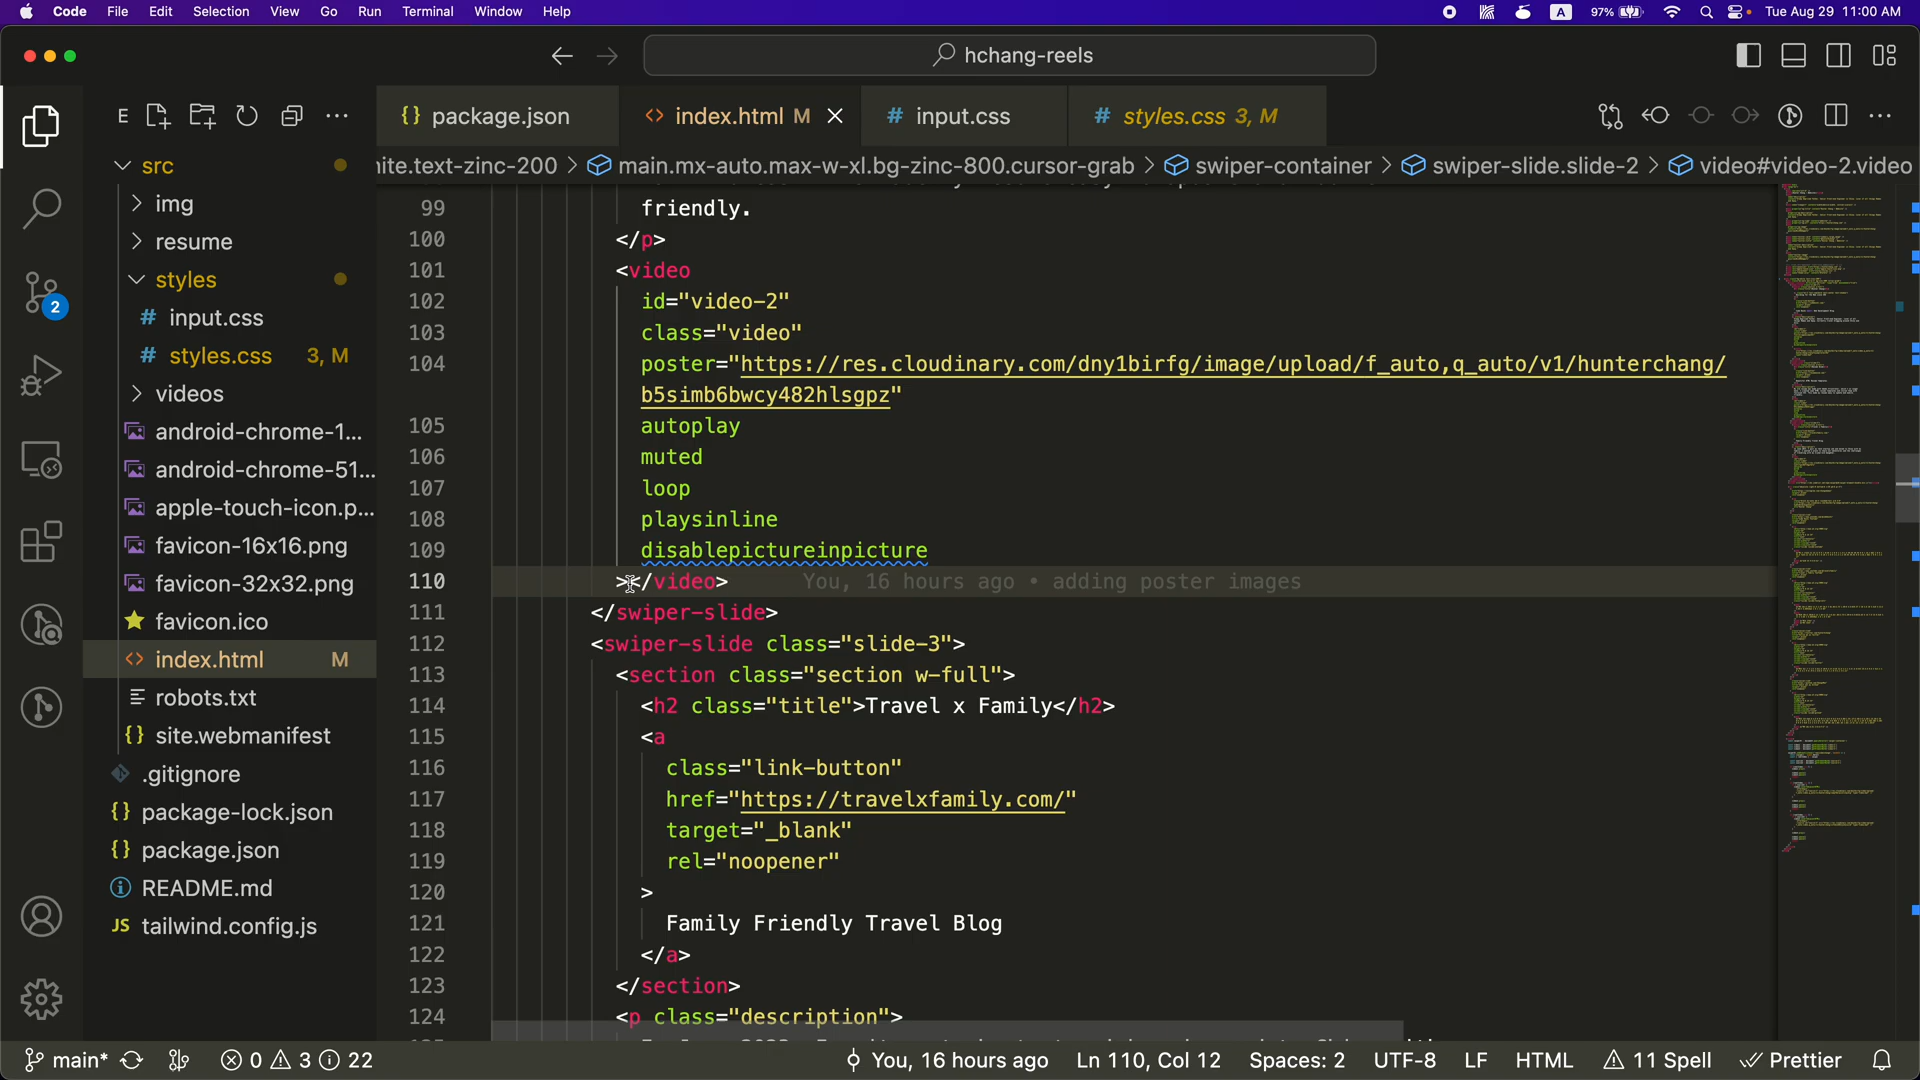 Code File Edit Selection View Go Run Terminal Window Help
A 97% Tue Aug 29 11:00 AM
hchang-reels
E
{} package.json <> index.html M # input.css # styles.css 3, M
nite.text-zinc-200 > main.mx-auto.max-w-xl.bg-zinc-800.cursor-grab > swiper-container > swiper-slide.slide-2 > video#video-2.video
src
img
resume
styles
# input.css
# styles.css 3, M
videos
android-chrome-1...
android-chrome-51...
apple-touch-icon.p...
favicon-16x16.png
favicon-32x32.png
favicon.ico
<> index.html M
robots.txt
{} site.webmanifest
.gitignore
{} package-lock.json
{} package.json
README.md
JS tailwind.config.js
2
99 friendly.
100 </p>
101 <video
102 id="video-2"
103 class="video"
104 poster="https://res.cloudinary.com/dny1birfg/image/upload/f_auto,q_auto/v1/hunterchang/
b5simb6bwcy482hlsgpz"
105 autoplay
106 muted
107 loop
108 playsinline
109 disablepictureinpicture
110 ></video> You, 16 hours ago • adding poster images
111 </swiper-slide>
112 <swiper-slide class="slide-3">
113 <section class="section w-full">
114 <h2 class="title">Travel x Family</h2>
115 <a
116 class="link-button"
117 href="https://travelxfamily.com/"
118 target="_blank"
119 rel="noopener"
120 >
121 Family Friendly Travel Blog
122 </a>
123 </section>
124 <p class="description">
main* 0 3 22 You, 16 hours ago Ln 110, Col 12 Spaces: 2 UTF-8 LF HTML 11 Spell Prettier